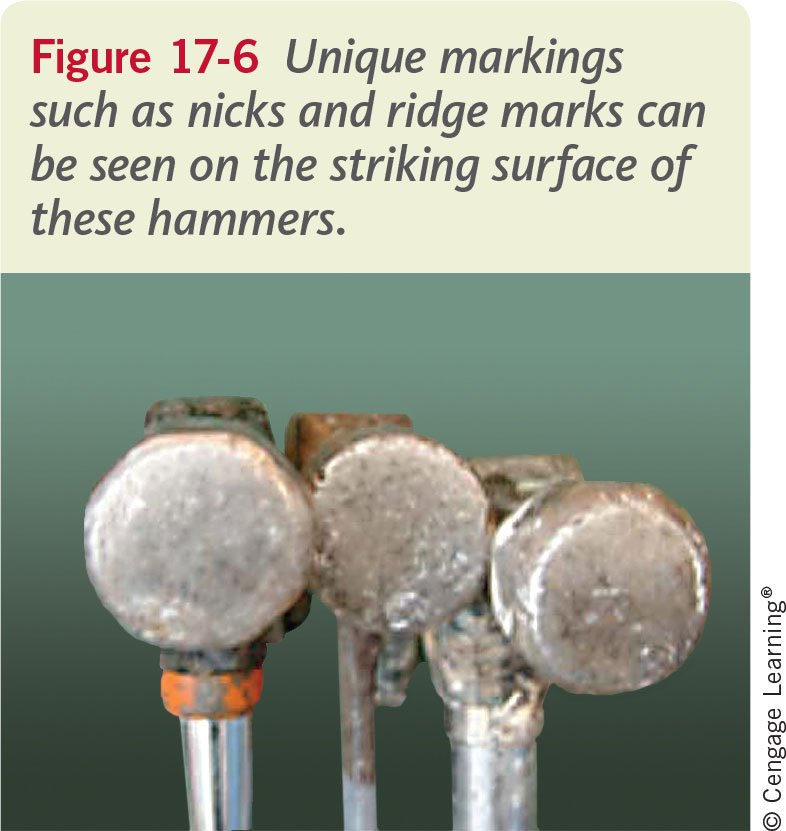 Figure 17-6 Unique markings
such as nicks and ridge marks can
be seen on the striking surface of
these hammers.
© Cengage Learning®